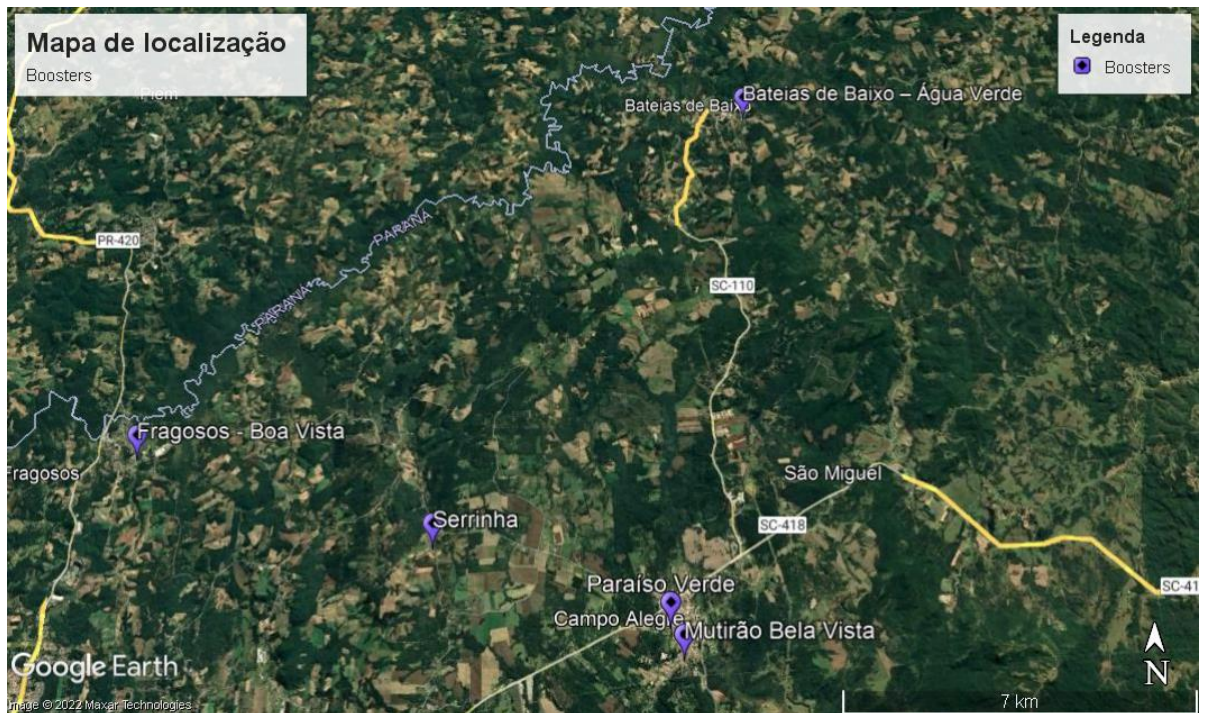 Mapa de localização
Boosters
Legenda
Boosters
Piem
Bateias de Baixo – Água Verde
Bateias de Baixo
PARANÁ
PR-420
SC-110
PARANÁ
Fragosos - Boa Vista
Fragosos
São Miguel
Serrinha
SC-418
Paraíso Verde
SC-41
Campo Alegre
Mutirão Bela Vista
Google Earth
N
7 km
Image © 2022 Maxar Technologies